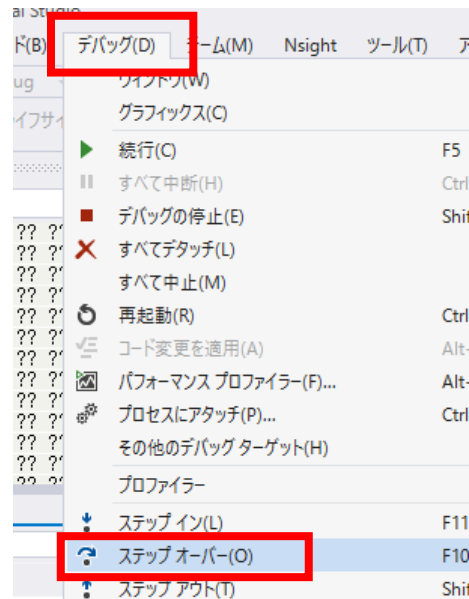 al Studio
ド(B) デバッグ(D) チーム(M) Nsight ツール(T)
ug ウィンドウ(W)
イフサイ グラフィックス(C)
続行(C) F5
すべて中断(H) Ctrl
デバッグの停止(E) Shif
?? ??
?? ?? すべてデタッチ(L)
?? ??
?? ?? すべて中止(M)
?? ?? 再起動(R) Ctrl
?? ??
?? ?? コード変更を適用(A) Alt-
?? ?? パフォーマンス プロファイラー(F)... Alt-
?? ??
?? ?? プロセスにアタッチ(P)... Ctrl
?? ?? その他のデバッグ ターゲット(H)
?? ??
プロファイラー
ステップ イン(L) F11
ステップ オーバー(O) F10
ステップ アウト(T) Shif